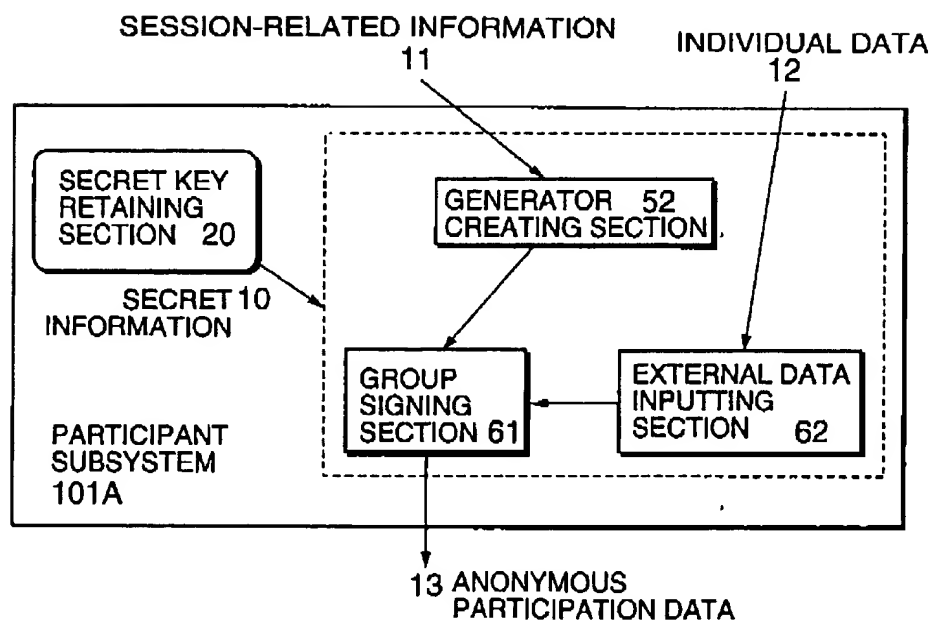 SESSION-RELATED INFORMATION
11
INDIVIDUAL DATA
12
SECRET KEY
RETAINING
SECTION 20
GENERATOR 52
CREATING SECTION
SECRET 10
INFORMATION
GROUP
SIGNING
SECTION 61
EXTERNAL DATA
INPUTTING
SECTION 62
PARTICIPANT
SUBSYSTEM
101A
13 ANONYMOUS
PARTICIPATION DATA